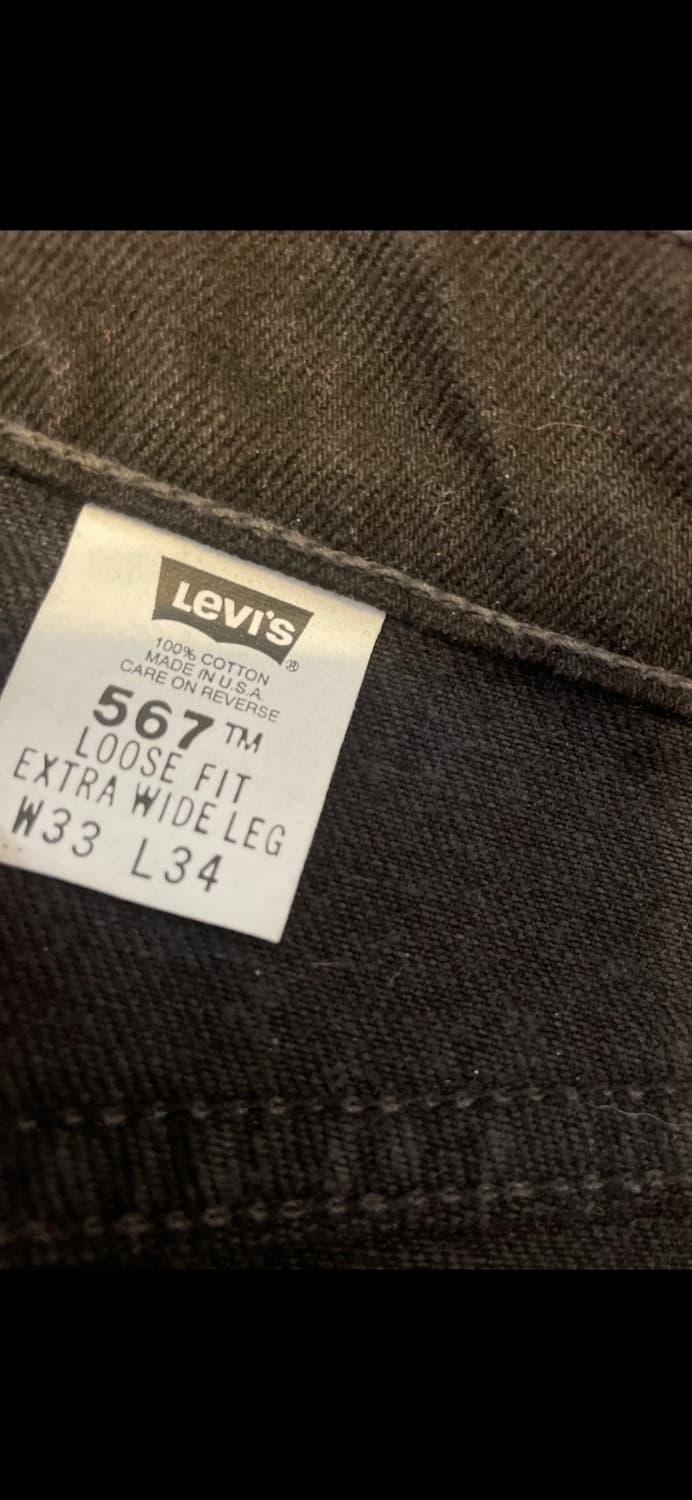 Levi's®
100% COTTON
MADE IN U.S.A.
CARE ON REVERSE
567™
LOOSE FIT
EXTRA WIDE LEG
W33 L34